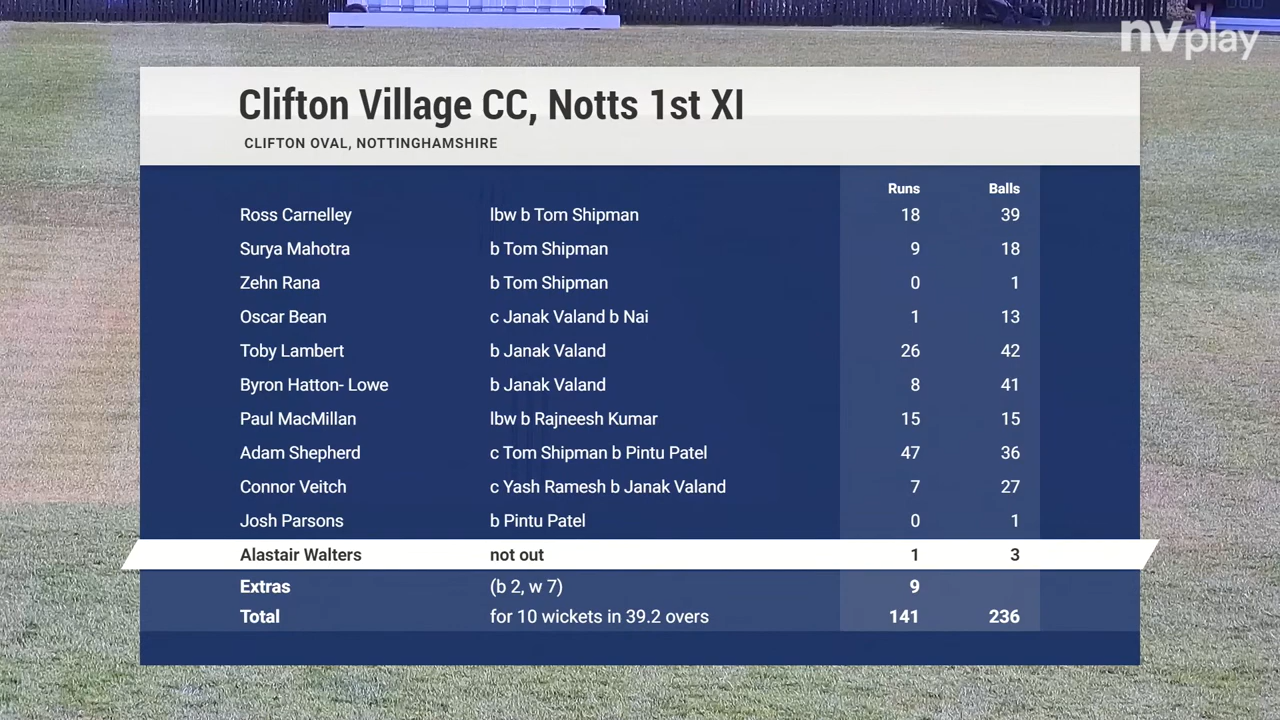 nvplay
Clifton Village CC, Notts 1st XI
CLIFTON OVAL, NOTTINGHAMSHIRE
Runs Balls
Ross Carnelley lbw b Tom Shipman 18 39
Surya Mahotra b Tom Shipman 9 18
Zehn Rana b Tom Shipman 0 1
Oscar Bean c Janak Valand b Nai 1 13
Toby Lambert b Janak Valand 26 42
Byron Hatton- Lowe b Janak Valand 8 41
Paul MacMillan lbw b Rajneesh Kumar 15 15
Adam Shepherd c Tom Shipman b Pintu Patel 47 36
Connor Veitch c Yash Ramesh b Janak Valand 7 27
Josh Parsons b Pintu Patel 0 1
Alastair Walters not out 1 3
Extras (b 2, w 7) 9
Total for 10 wickets in 39.2 overs 141 236